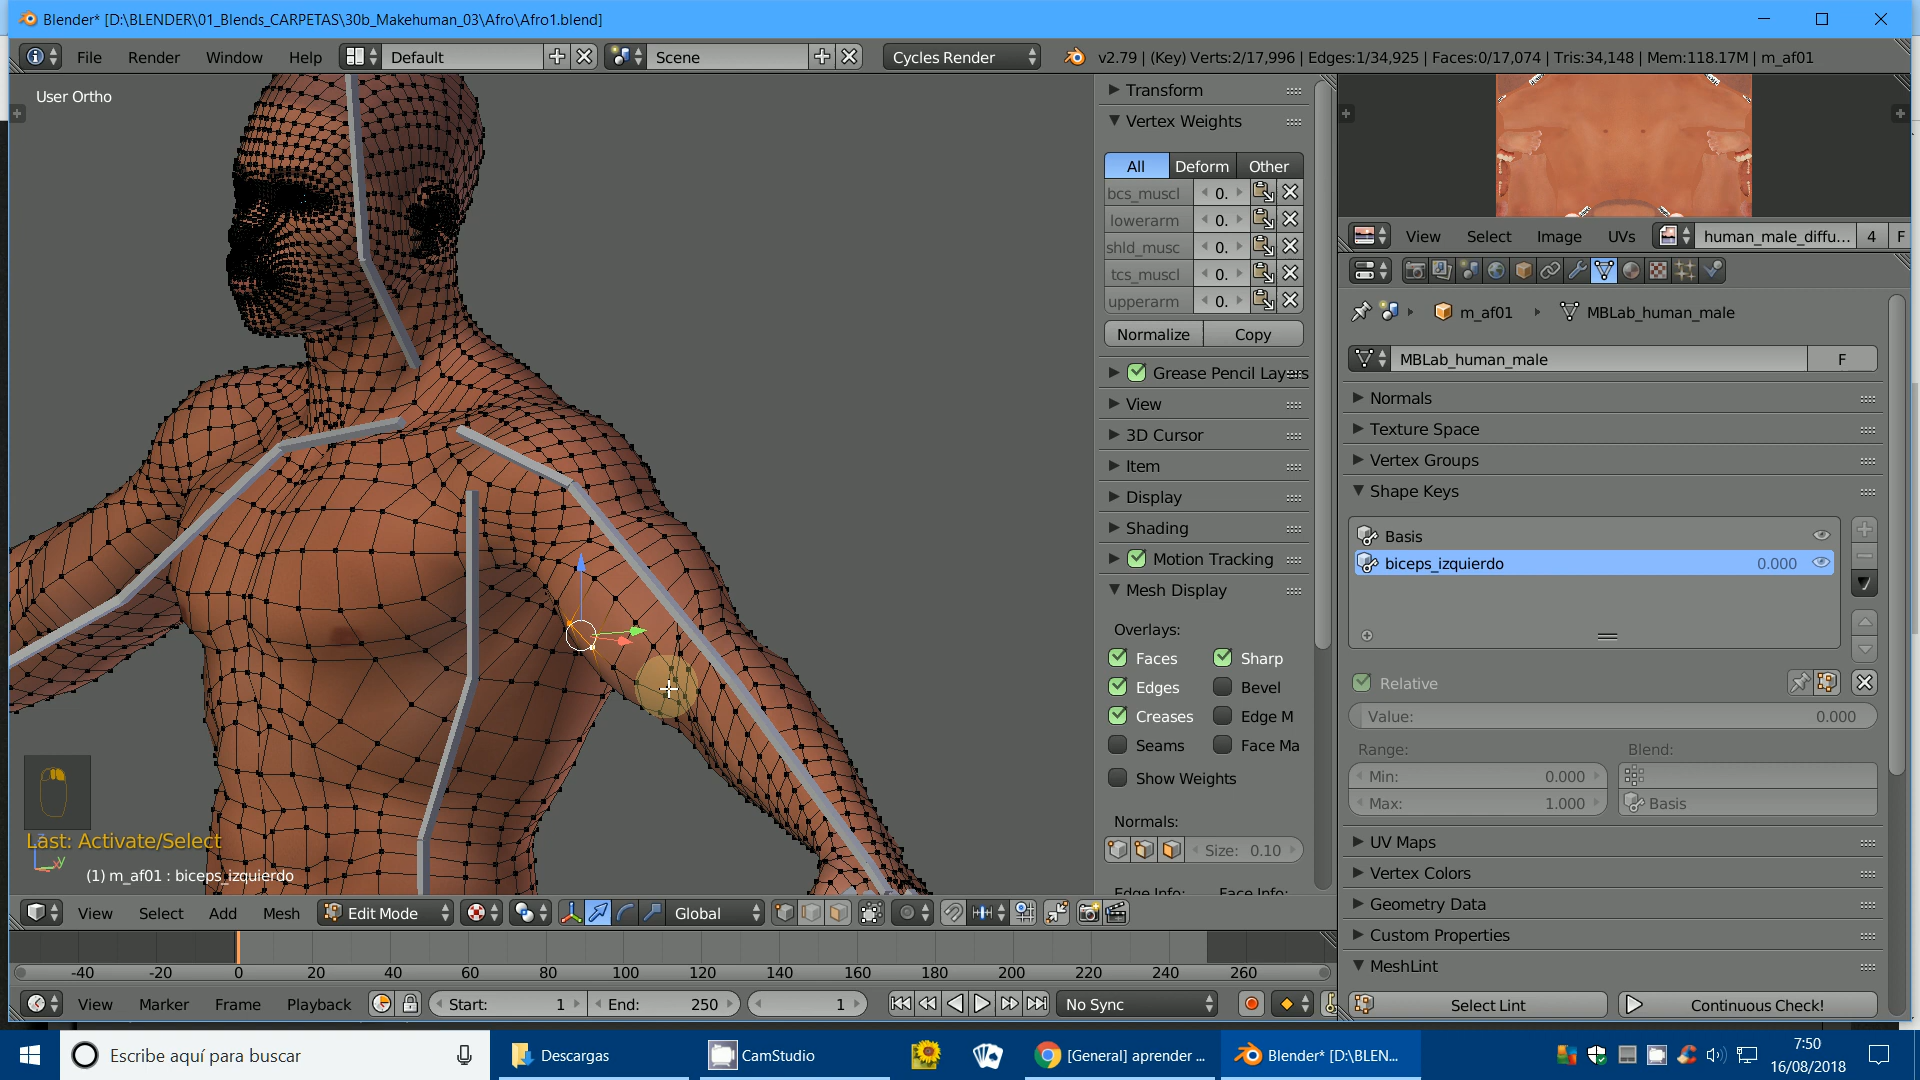 Blender* [D:\BLENDER\01_Blends_CARPETAS\30b_Makehuman_03\Afro\Afro1.blend]
File Render Window Help Default Scene Cycles Render v2.79 | (Key) Verts:2/17,996 | Edges:1/34,925 | Faces:0/17,074 | Tris:34,148 | Mem:118.17M | m_af01
User Ortho
Transform
Vertex Weights
All Deform Other
bcs_muscl 0.
lowerarm 0.
shld_musc 0.
tcs_muscl 0.
upperarm 0.
Normalize Copy
Grease Pencil Layers
View
3D Cursor
Item
Display
Shading
Motion Tracking
Mesh Display
Overlays:
Faces Sharp
Edges Bevel
Creases Edge M
Seams Face Ma
Show Weights
Normals:
Size: 0.10
Edge Info: Face Info:
View Select Image UVs human_male_diffu... 4 F
m_af01 MBLab_human_male
MBLab_human_male F
Normals
Texture Space
Vertex Groups
Shape Keys
Basis
biceps_izquierdo 0.000
Relative
Value: 0.000
Range: Blend:
Min: 0.000
Max: 1.000 Basis
UV Maps
Vertex Colors
Geometry Data
Custom Properties
MeshLint
Select Lint Continuous Check!
Last: Activate/Select
(1) m_af01 : biceps_izquierdo
View Select Add Mesh Edit Mode Global
-40 -20 0 20 40 60 80 100 120 140 160 180 200 220 240 260
View Marker Frame Playback Start: 1 End: 250 1 No Sync
Escribe aquí para buscar Descargas CamStudio [General] aprender ... Blender* [D:\BLEN...
7:50
16/08/2018